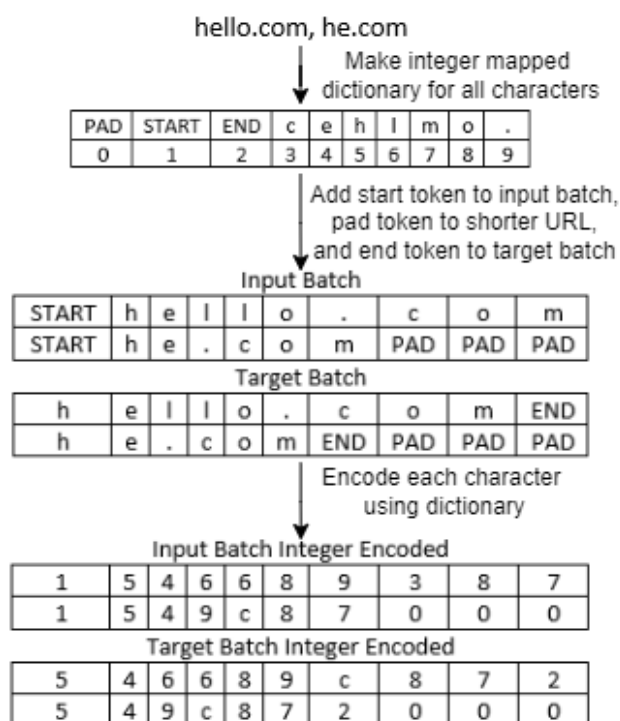 hello.com, he.com
Make integer mapped
dictionary for all characters
PAD START END c e h l m o .
0 1 2 3 4 5 6 7 8 9
Add start token to input batch,
pad token to shorter URL,
and end token to target batch
Input Batch
START h e l l o . c o m
START h e . c o m PAD PAD PAD
Target Batch
h e l l o . c o m END
h e . c o m END PAD PAD PAD
Encode each character
using dictionary
Input Batch Integer Encoded
1 5 4 6 6 8 9 3 8 7
1 5 4 9 c 8 7 0 0 0
Target Batch Integer Encoded
5 4 6 6 8 9 c 8 7 2
5 4 9 c 8 7 2 0 0 0